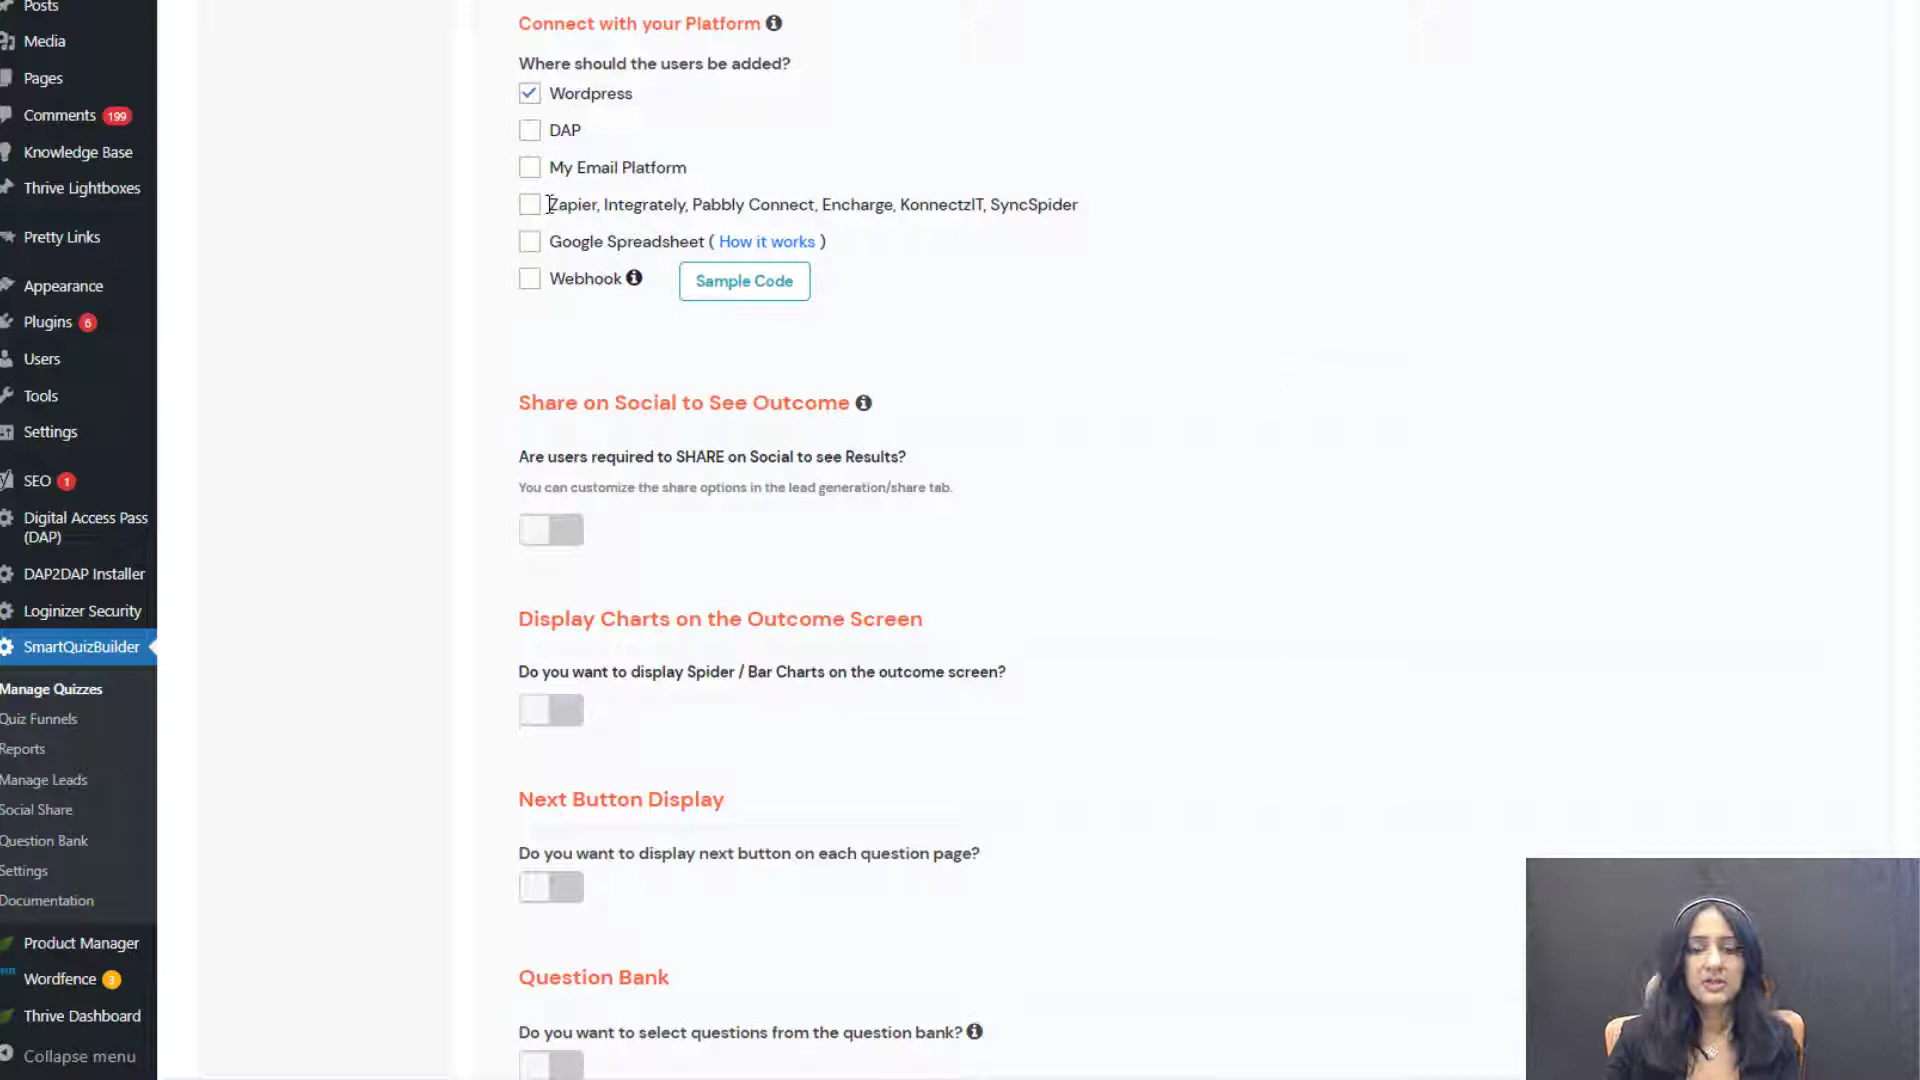 Posts
Media
Pages
Comments 199
Knowledge Base
Thrive Lightboxes
Pretty Links
Appearance
Plugins 6
Users
Tools
Settings
SEO 1
Digital Access Pass
(DAP)
DAP2DAP Installer
Loginizer Security
SmartQuizBuilder
Manage Quizzes
Quiz Funnels
Reports
Manage Leads
Social Share
Question Bank
Settings
Documentation
Product Manager
Wordfence 3
Thrive Dashboard
Collapse menu
Connect with your Platform
Where should the users be added?
Wordpress
DAP
My Email Platform
Zapier, Integrately, Pabbly Connect, Encharge, KonnectzIT, SyncSpider
Google Spreadsheet ( How it works )
Webhook Sample Code
Share on Social to See Outcome
Are users required to SHARE on Social to see Results?
You can customize the share options in the lead generation/share tab.
Display Charts on the Outcome Screen
Do you want to display Spider / Bar Charts on the outcome screen?
Next Button Display
Do you want to display next button on each question page?
Question Bank
Do you want to select questions from the question bank?